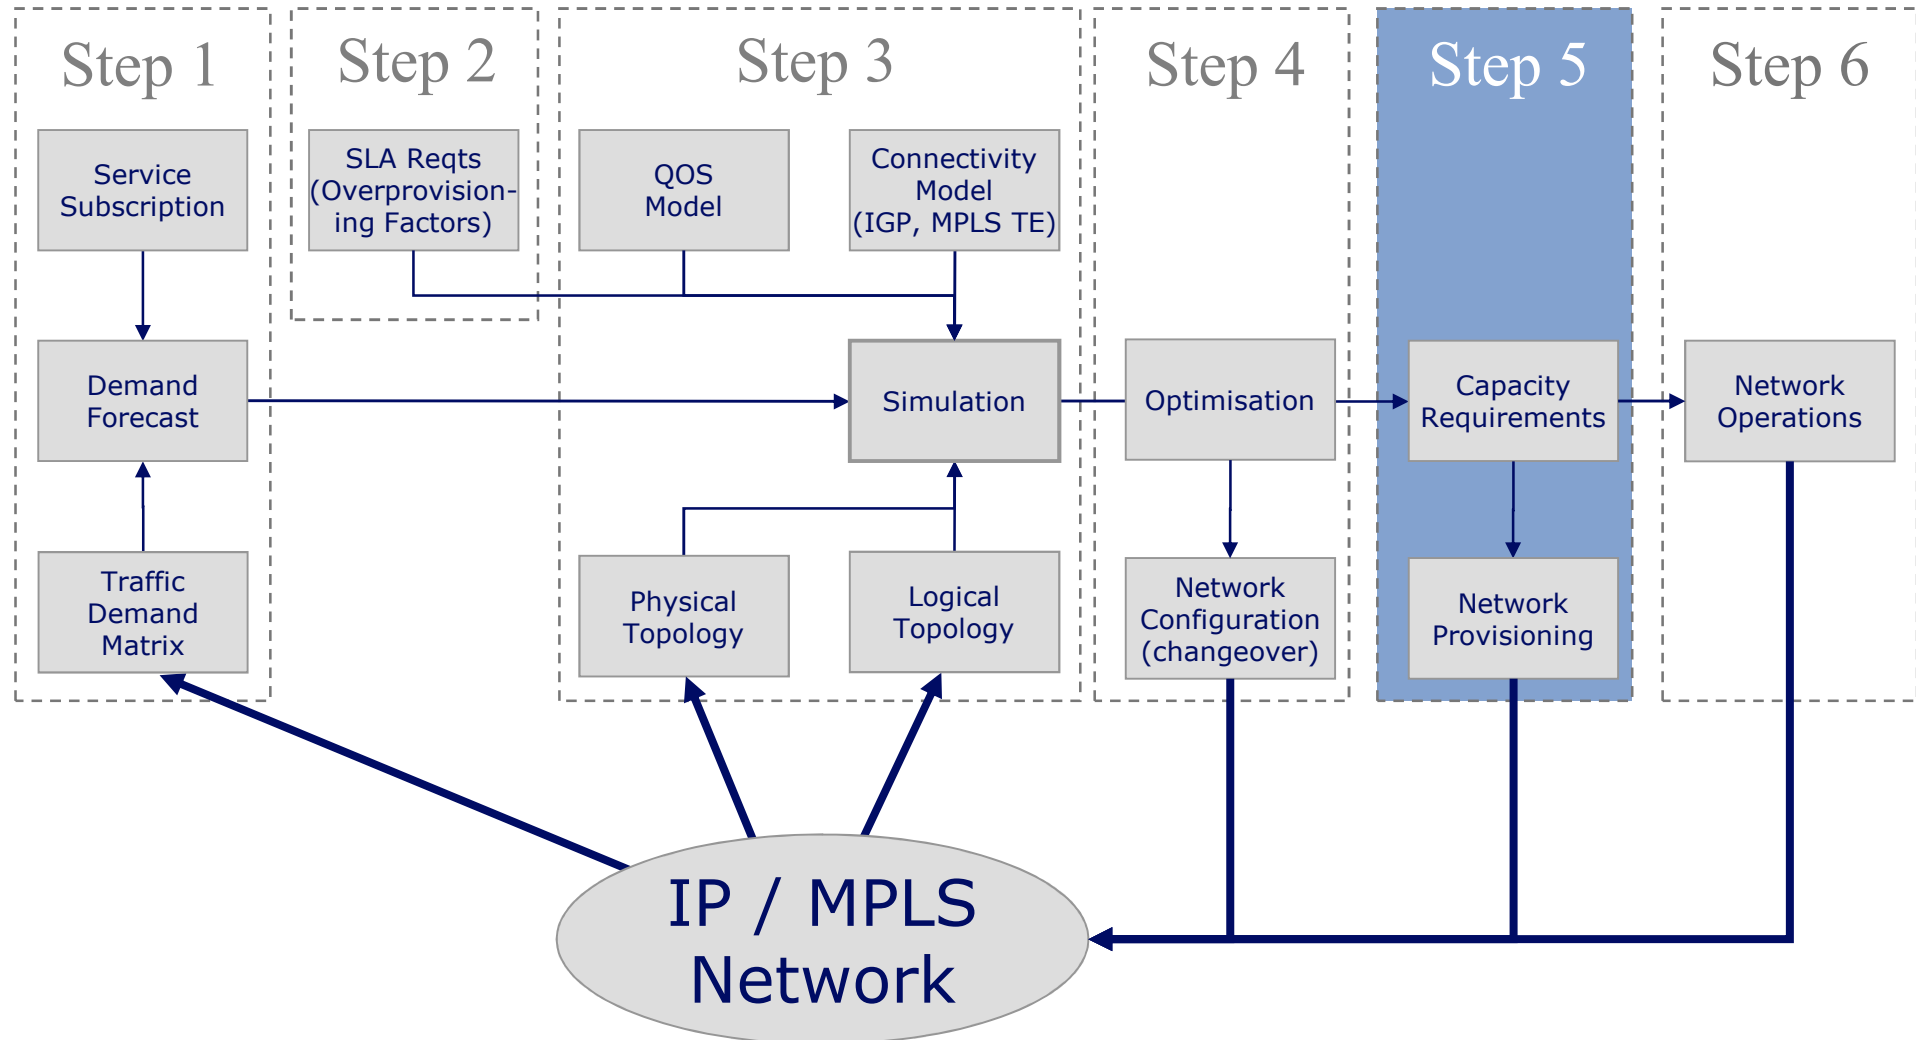 Step 1
Step 2
Step 3
Step 4
Step 5
Step 6
Service
Subscription
SLA Reqts
(Overprovision-
ing Factors)
QOS
Model
Connectivity
Model
(IGP, MPLS TE)
Demand
Forecast
Simulation
Optimisation
Capacity
Requirements
Network
Operations
Traffic
Demand
Matrix
Physical
Topology
Logical
Topology
Network
Configuration
(changeover)
Network
Provisioning
IP / MPLS
Network